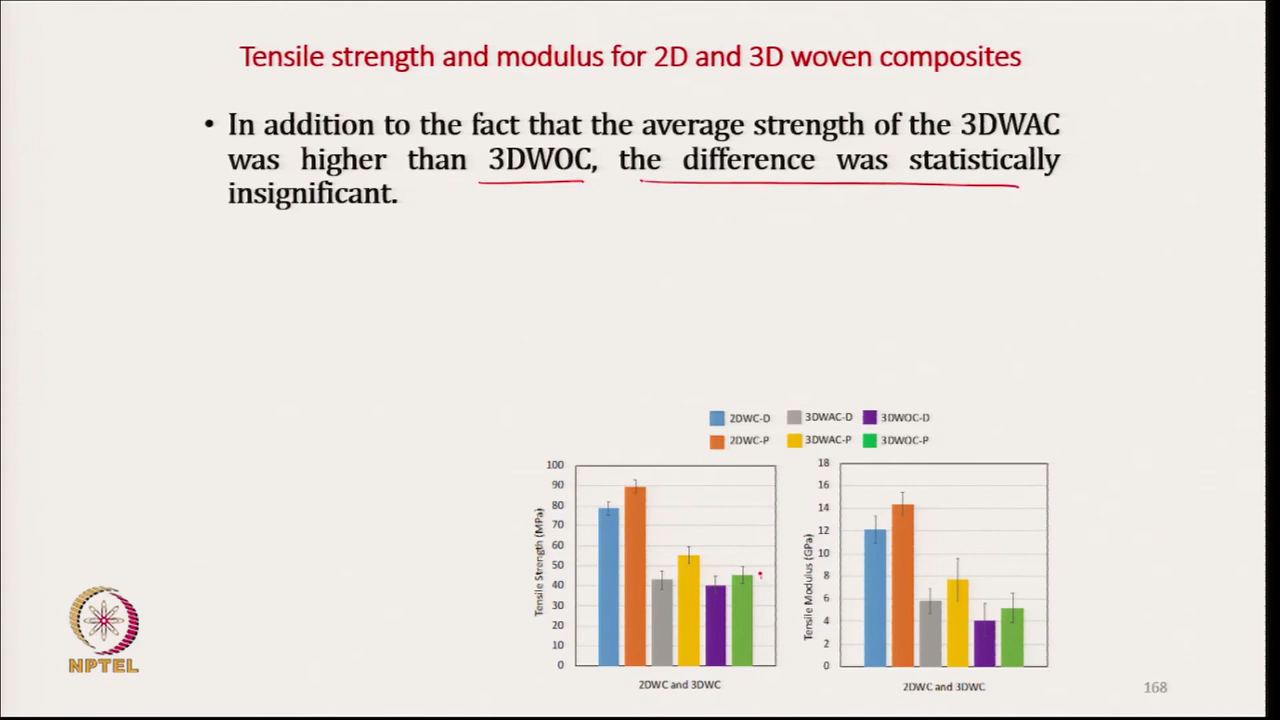 Tensile strength and modulus for 2D and 3D woven composites
• In addition to the fact that the average strength of the 3DWAC
was higher than 3DWOC, the difference was statistically
insignificant.
2DWC-D 3DWAC-D 3DWOC-D
2DWC-P 3DWAC-P 3DWOC-P
Tensile Strength (MPa)
100
90
80
70
60
50
40
30
20
10
0
2DWC and 3DWC
Tensile Modulus (GPa)
18
16
14
12
10
8
6
4
2
0
2DWC and 3DWC
NPTEL
168